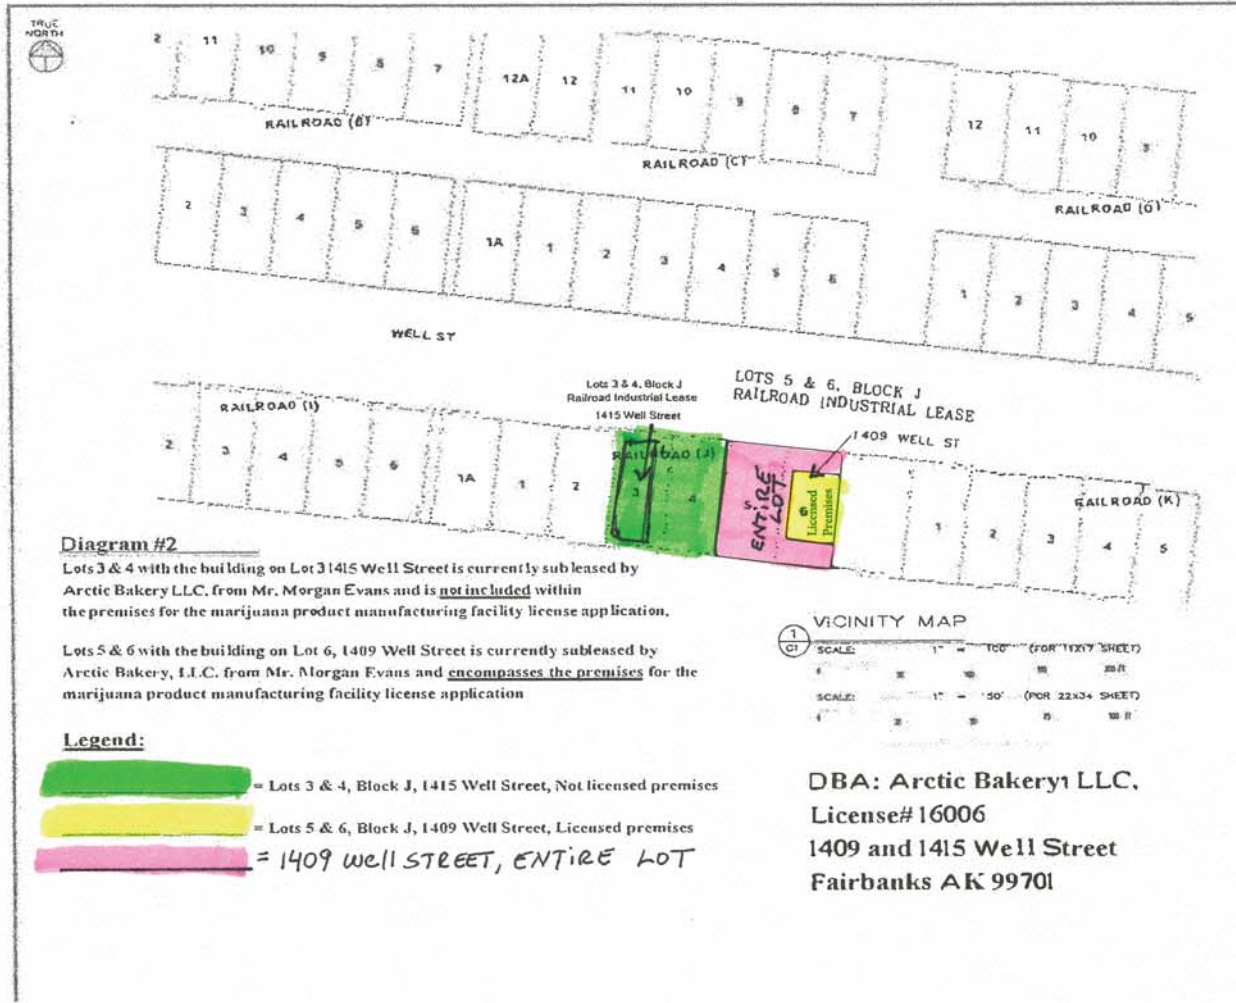 TRUE
NORTH
2 11 10 9 8 7 12A 12 11 10 9 8 7 12 11 10 9
RAILROAD (B)
RAILROAD (C)
RAILROAD (D)
2 3 4 5 6 1A 1 2 3 4 5 6 1 2 3 4 5
WELL ST
Lots 3 & 4, Block J
Railroad Industrial Lease
1415 Well Street
LOTS 5 & 6, BLOCK J
RAILROAD INDUSTRIAL LEASE
1409 WELL ST
RAILROAD (I)
RAILROAD (J)
RAILROAD (K)
2 3 4 5 6 1A 1 2 3 4 5 6 1 2 3 4 5
ENTIRE
LOT
Licensed
Premises
Diagram #2
Lots 3 & 4 with the building on Lot 3 1415 Well Street is currently subleased by
Arctic Bakery LLC. from Mr. Morgan Evans and is not included within
the premises for the marijuana product manufacturing facility license application.
Lots 5 & 6 with the building on Lot 6, 1409 Well Street is currently subleased by
Arctic Bakery, LLC. from Mr. Morgan Evans and encompasses the premises for the
marijuana product manufacturing facility license application
1
C1
VICINITY MAP
SCALE: 1" = 100' (FOR 11X17 SHEET)
SCALE: 1" = 50' (FOR 22X34 SHEET)
Legend:
= Lots 3 & 4, Block J, 1415 Well Street, Not licensed premises
= Lots 5 & 6, Block J, 1409 Well Street, Licensed premises
= 1409 WELL STREET, ENTIRE LOT
DBA: Arctic Bakery1 LLC.
License# 16006
1409 and 1415 Well Street
Fairbanks AK 99701